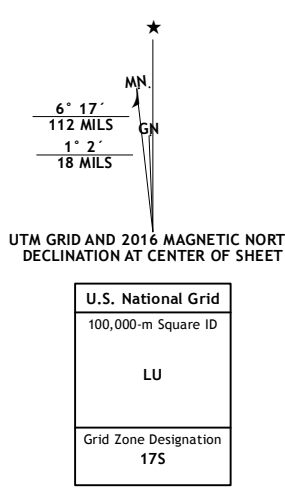 MN.
6° 17´
112 MILS
GN
1° 2´
18 MILS
UTM GRID AND 2016 MAGNETIC NORT
DECLINATION AT CENTER OF SHEET
U.S. National Grid
100,000-m Square ID
LU
Grid Zone Designation
17S